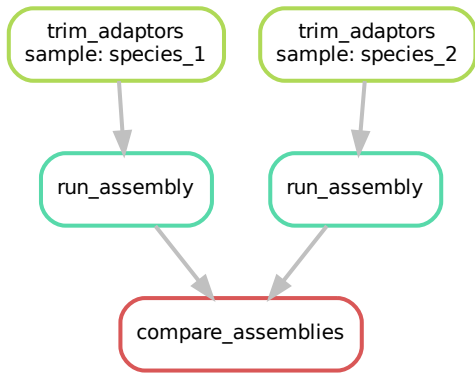 trim_adaptors
sample: species_1
trim_adaptors
sample: species_2
run_assembly
run_assembly
compare_assemblies